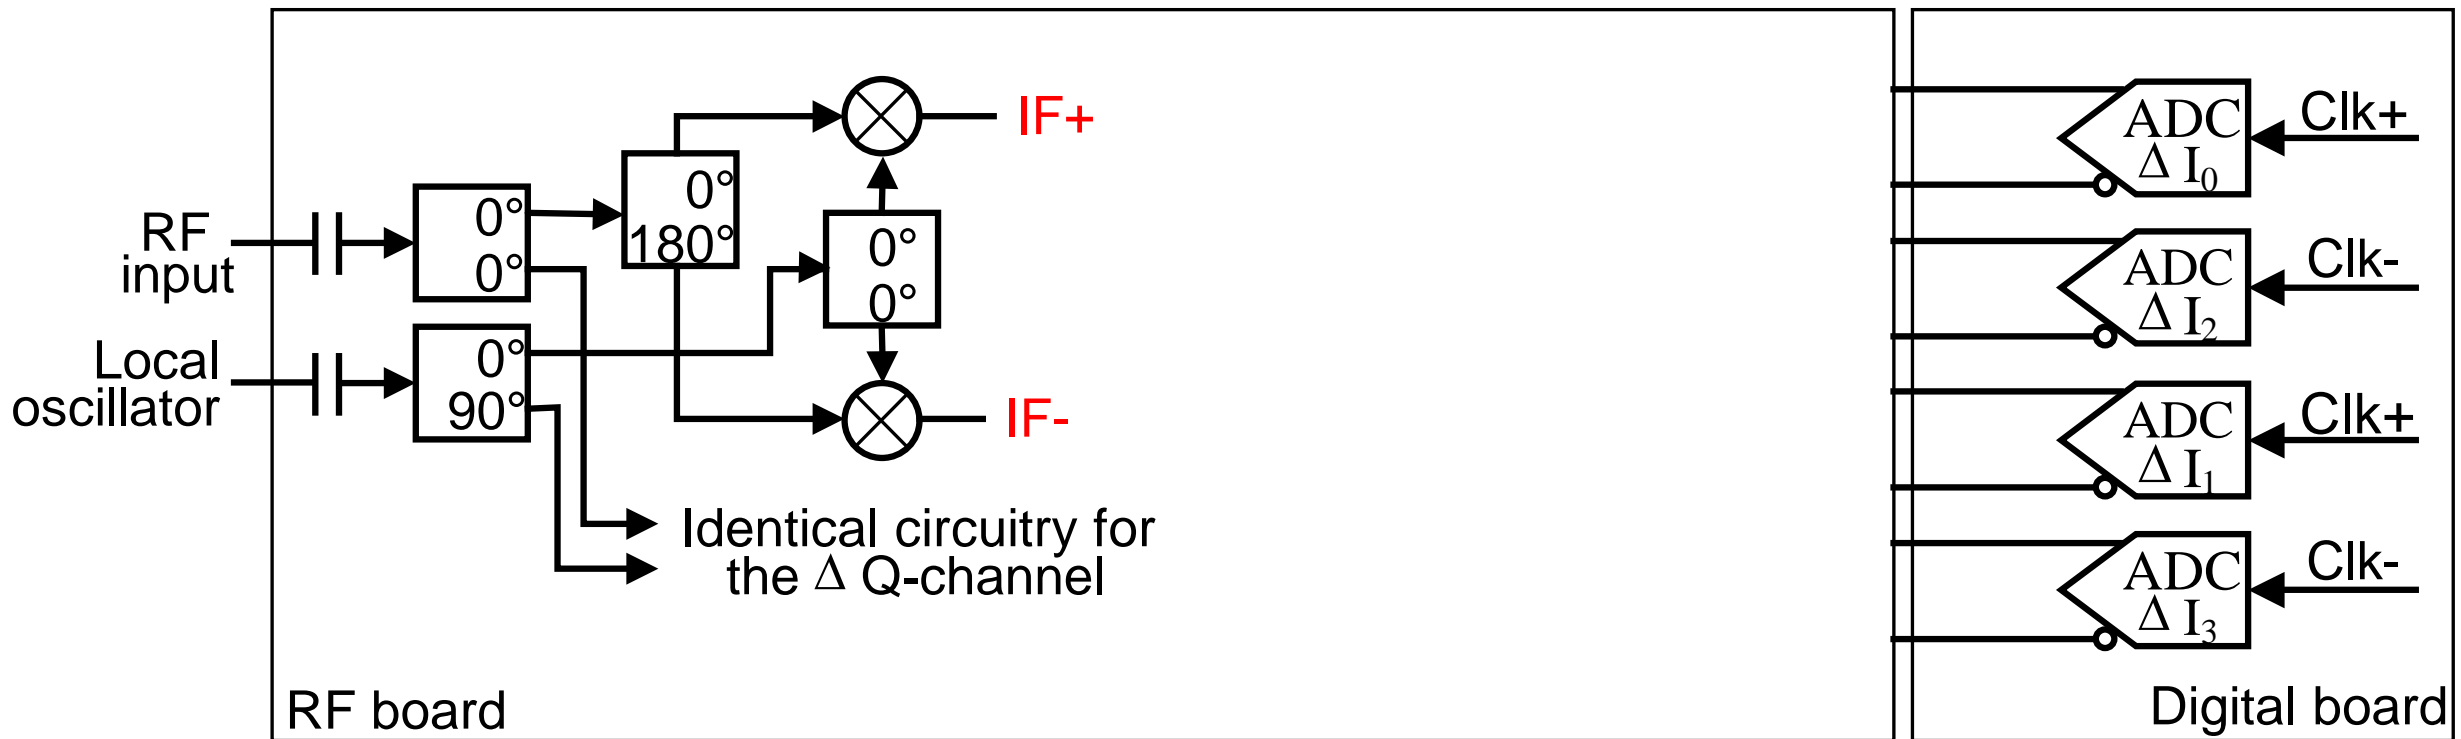 RF
input
Local
oscillator
0°
0°
0°
90°
0°
180°
0°
0°
IF+
IF-
Identical circuitry for
the Δ Q-channel
RF board
ADC
Δ I₀
Clk+
ADC
Δ I₂
Clk-
ADC
Δ I₁
Clk+
ADC
Δ I₃
Clk-
Digital board